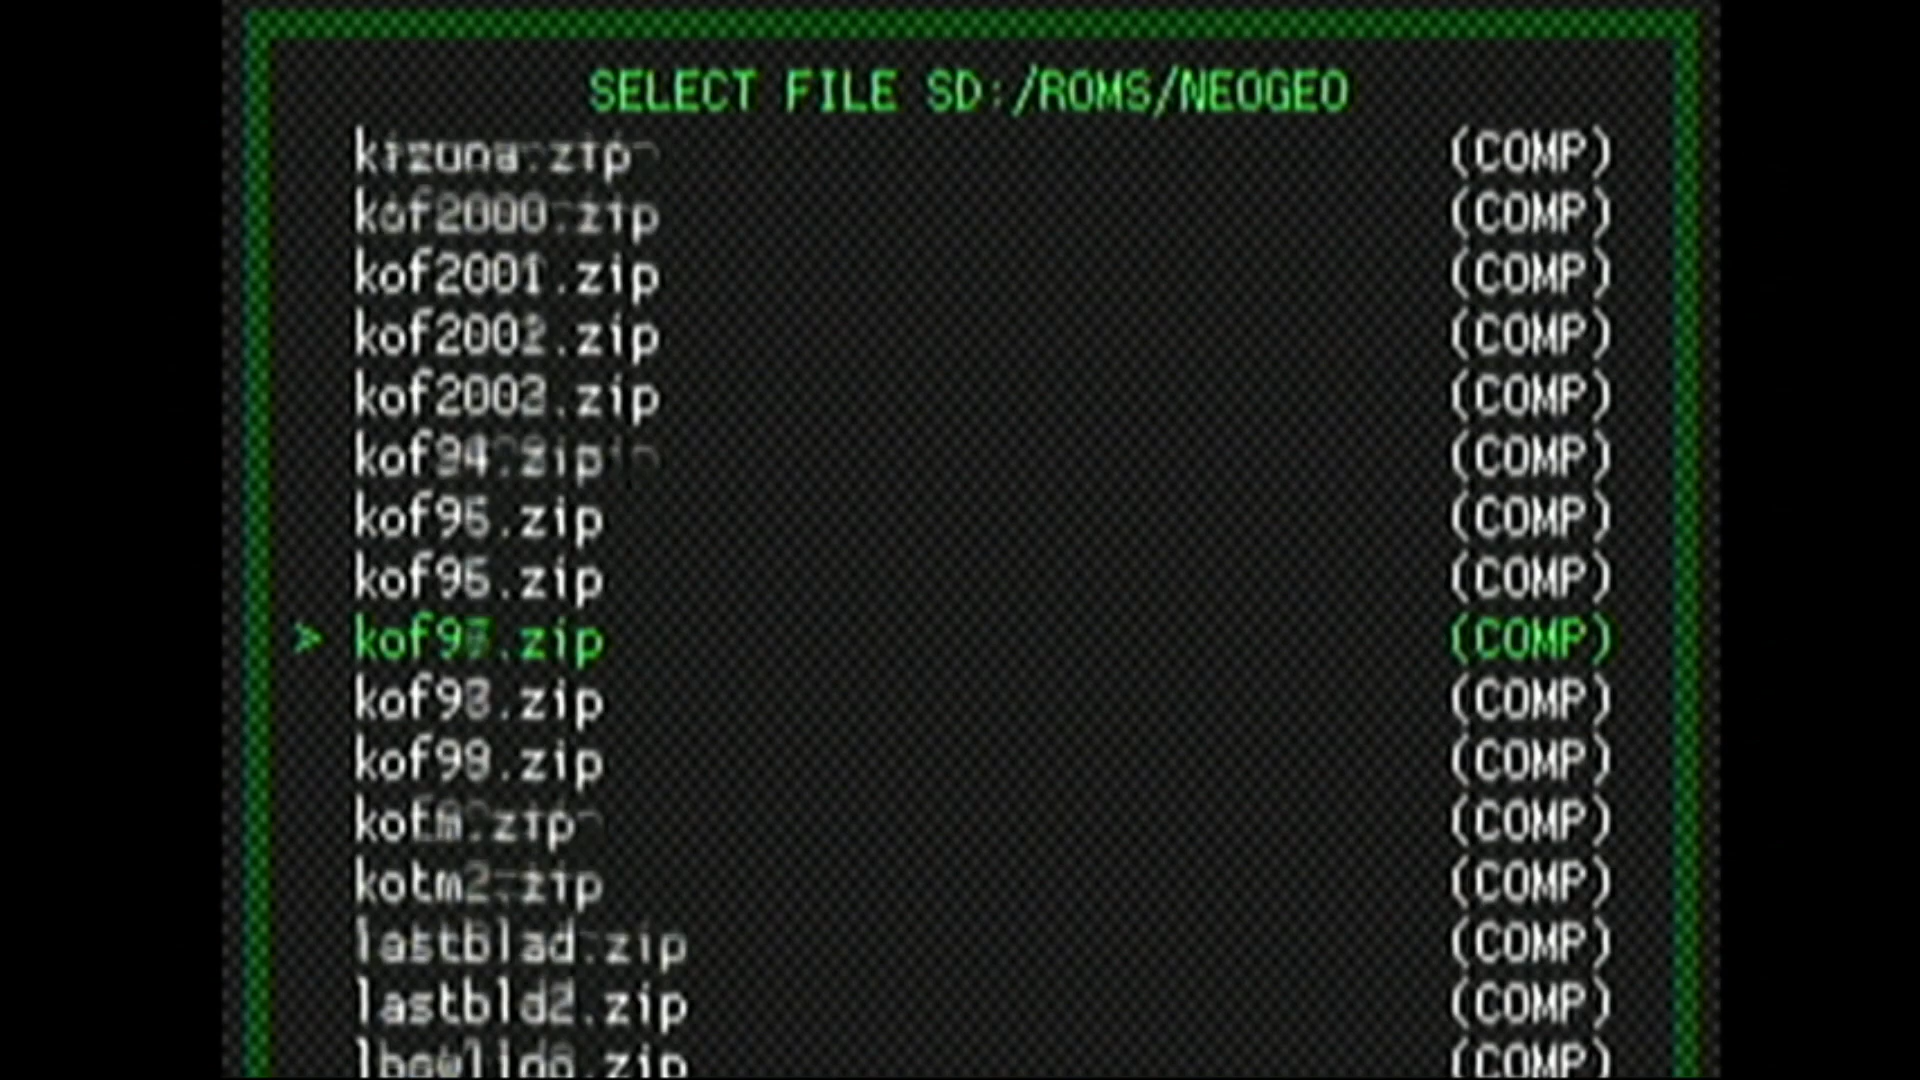 SELECT FILE SD:/ROMS/NEOGEO
kizuna.zip (COMP)
kof2000.zip (COMP)
kof2001.zip (COMP)
kof2002.zip (COMP)
kof2003.zip (COMP)
kof94.zip (COMP)
kof95.zip (COMP)
kof96.zip (COMP)
> kof97.zip (COMP)
kof98.zip (COMP)
kof99.zip (COMP)
kotm.zip (COMP)
kotm2.zip (COMP)
lastblad.zip (COMP)
lastbld2.zip (COMP)
(COMP)